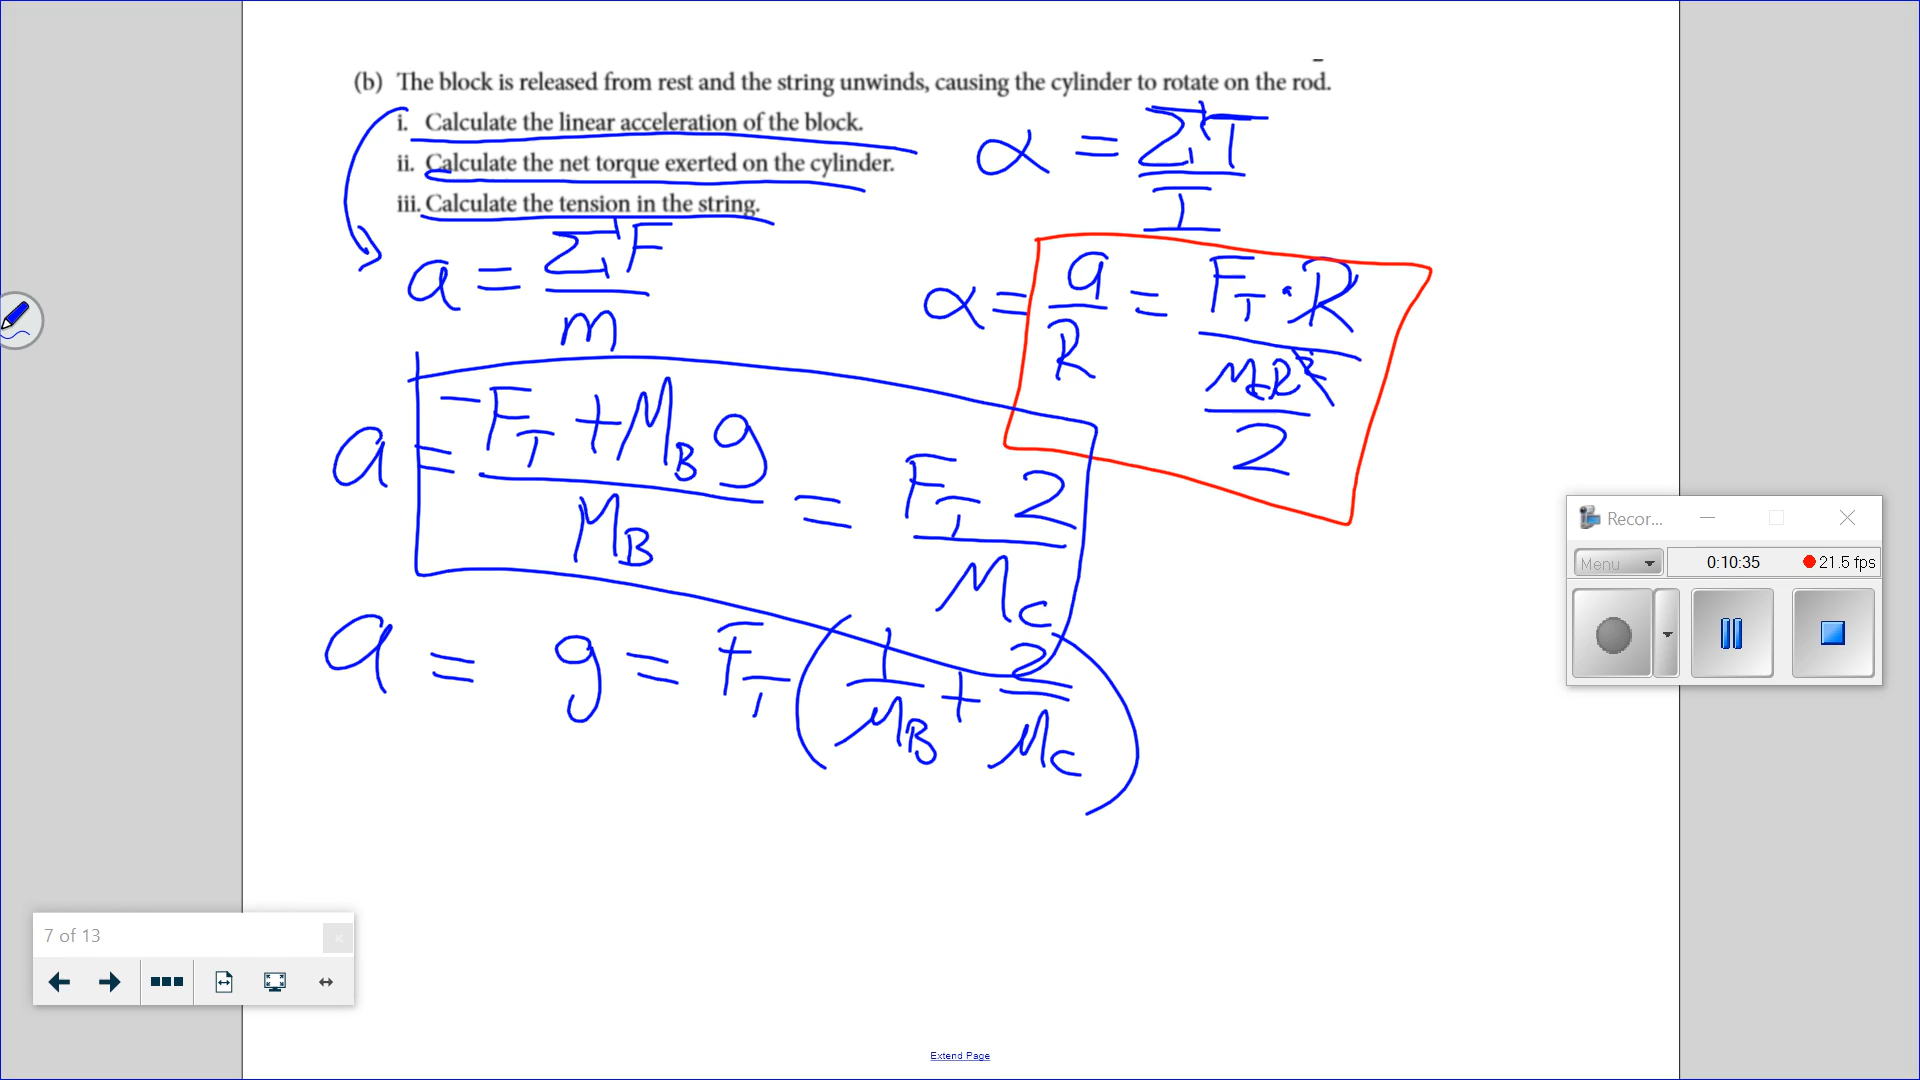 (b) The block is released from rest and the string unwinds, causing the cylinder to rotate on the rod.
i. Calculate the linear acceleration of the block.
ii. Calculate the net torque exerted on the cylinder.
iii. Calculate the tension in the string.
α = Στ / I
a = ΣF / m
α = a / R = F_T · R / (M_C R² / 2)
a = (-F_T + M_B g) / M_B = F_T 2 / M_C
a = g = F_T (1 / M_B + 2 / M_C)
Recor...
Menu
0:10:35
21.5 fps
7 of 13
Extend Page